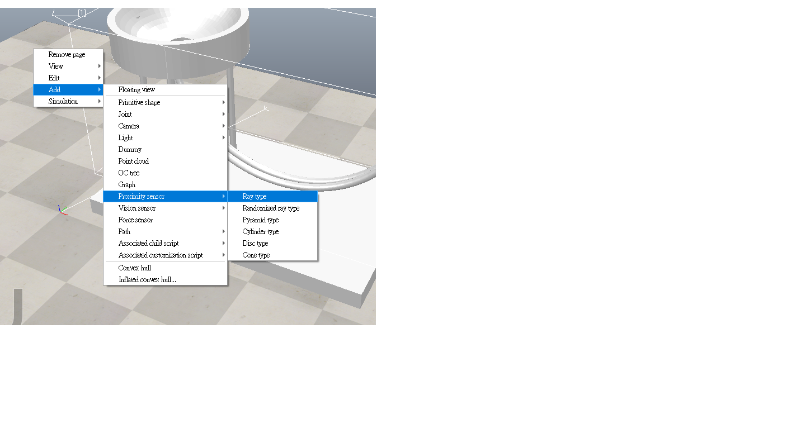 Remove page
View
Edit
Add
Simulation
Floating view
Primitive shape
Joint
Camera
Light
Dummy
Point cloud
OC tree
Graph
Proximity sensor
Vision sensor
Force sensor
Path
Associated child script
Associated customization script
Convex hull
Inflated convex hull...
Ray type
Randomized ray type
Pyramid type
Cylinder type
Disc type
Cone type